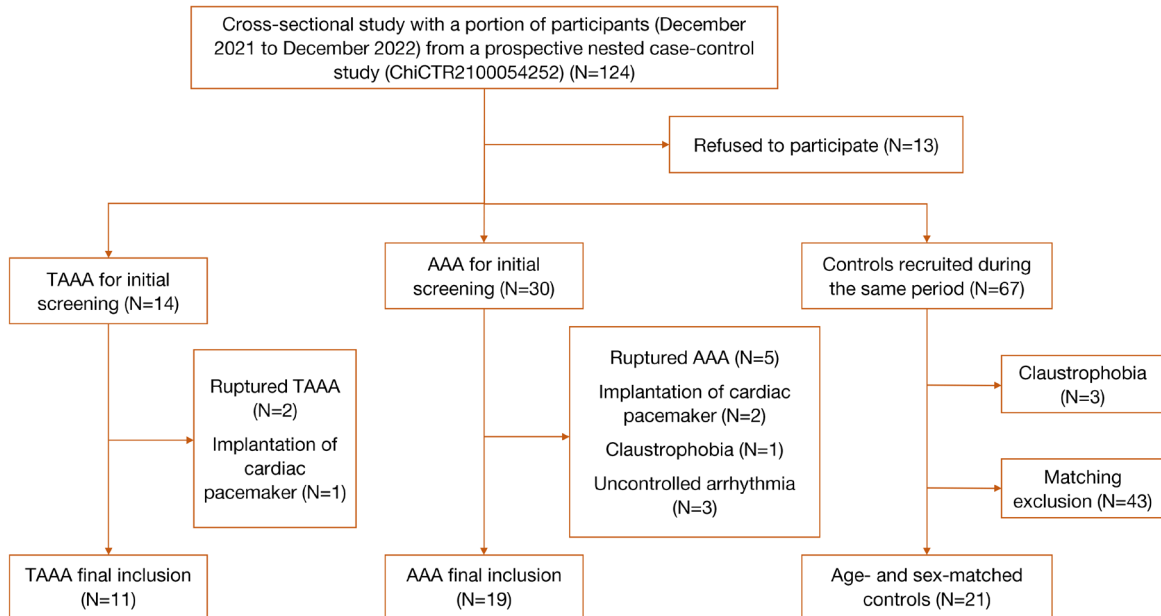 Cross-sectional study with a portion of participants (December
2021 to December 2022) from a prospective nested case-control
study (ChiCTR2100054252) (N=124)
Refused to participate (N=13)
TAAA for initial
screening (N=14)
AAA for initial
screening (N=30)
Controls recruited during
the same period (N=67)
Ruptured TAAA
(N=2)
Implantation of
cardiac
pacemaker (N=1)
Ruptured AAA (N=5)
Implantation of cardiac
pacemaker (N=2)
Claustrophobia (N=1)
Uncontrolled arrhythmia
(N=3)
Claustrophobia
(N=3)
Matching
exclusion (N=43)
TAAA final inclusion
(N=11)
AAA final inclusion
(N=19)
Age- and sex-matched
controls (N=21)